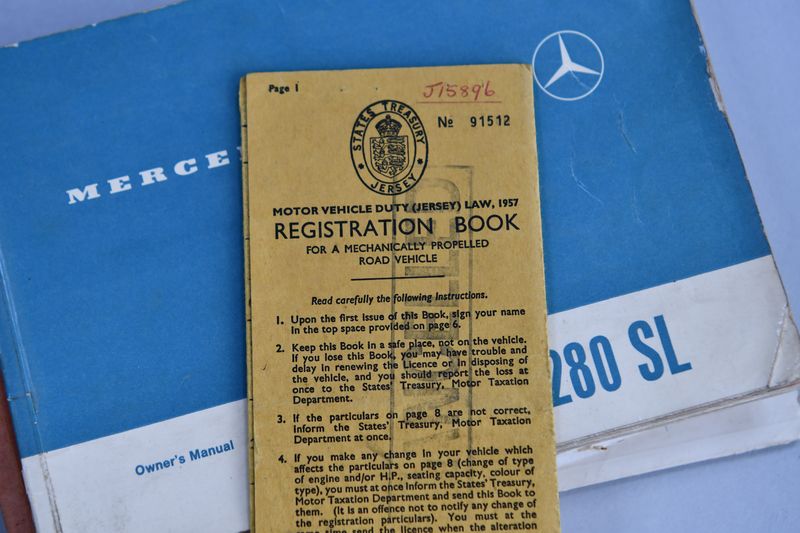 Page 1
J15896
STATES TREASURY
JERSEY
No 91512
MOTOR VEHICLE DUTY (JERSEY) LAW, 1957
REGISTRATION BOOK
FOR A MECHANICALLY PROPELLED
ROAD VEHICLE
Read carefully the following Instructions.
1. Upon the first issue of this Book, sign your name
in the top space provided on page 6.
2. Keep this Book in a safe place, not on the vehicle.
If you lose this Book, you may have trouble and
delay in renewing the Licence or in disposing of
the vehicle, and you should report the loss at
once to the States' Treasury, Motor Taxation
Department.
3. If the particulars on page 8 are not correct,
inform the States' Treasury, Motor Taxation
Department at once.
4. If you make any change in your vehicle which
affects the particulars on page 8 (change of type
of engine and/or H.P., seating capacity, colour of
type), you must at once inform the States' Treasury,
Motor Taxation Department and send this Book to
them. (It is an offence not to notify any change of
the registration particulars). You must at the
same time send the licence when the alteration
CANCELLED
MERCE
280 SL
Owner's Manual